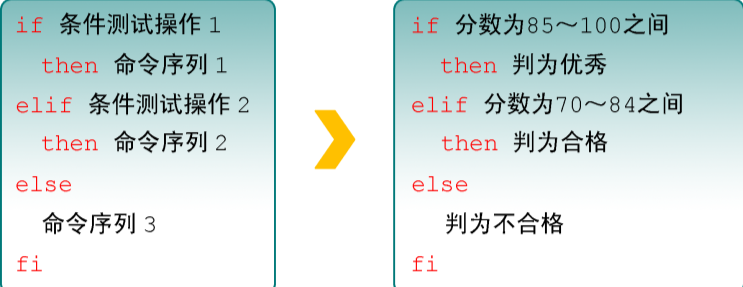 if 条件测试操作1
then 命令序列1
elif 条件测试操作2
then 命令序列2
else
命令序列3
fi
if 分数为85～100之间
then 判为优秀
elif 分数为70～84之间
then 判为合格
else
判为不合格
fi